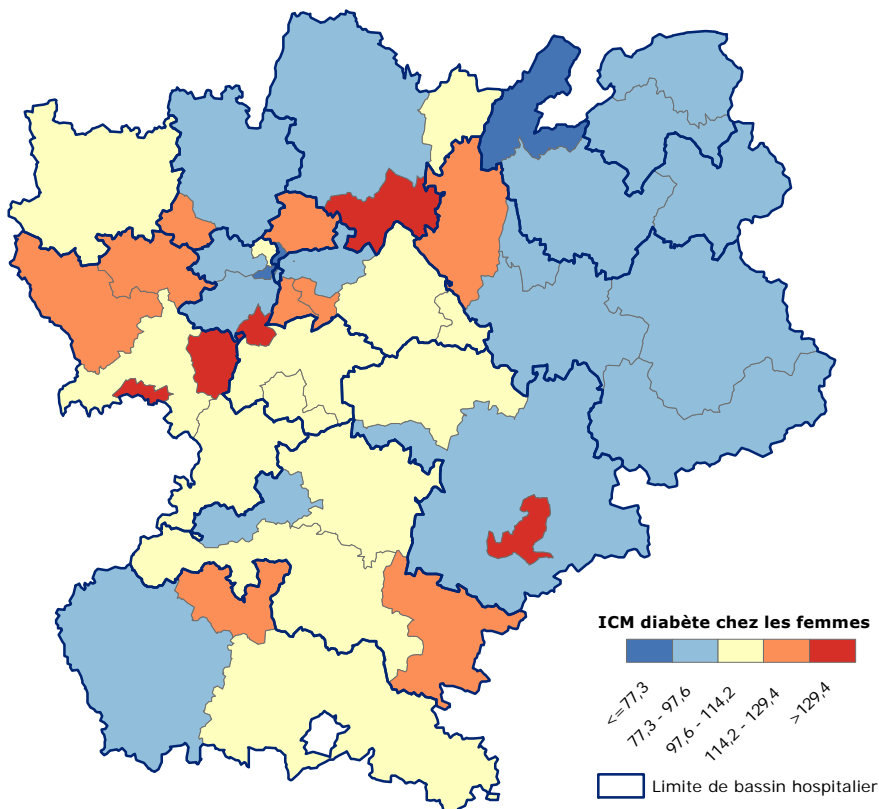 ICM diabète chez les femmes
<=77,3
77,3 - 97,6
97,6 - 114,2
114,2 - 129,4
>129,4
Limite de bassin hospitalier